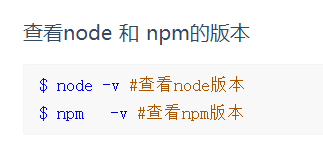 查看node 和 npm的版本
$ node -v #查看node版本
$ npm  -v #查看npm版本